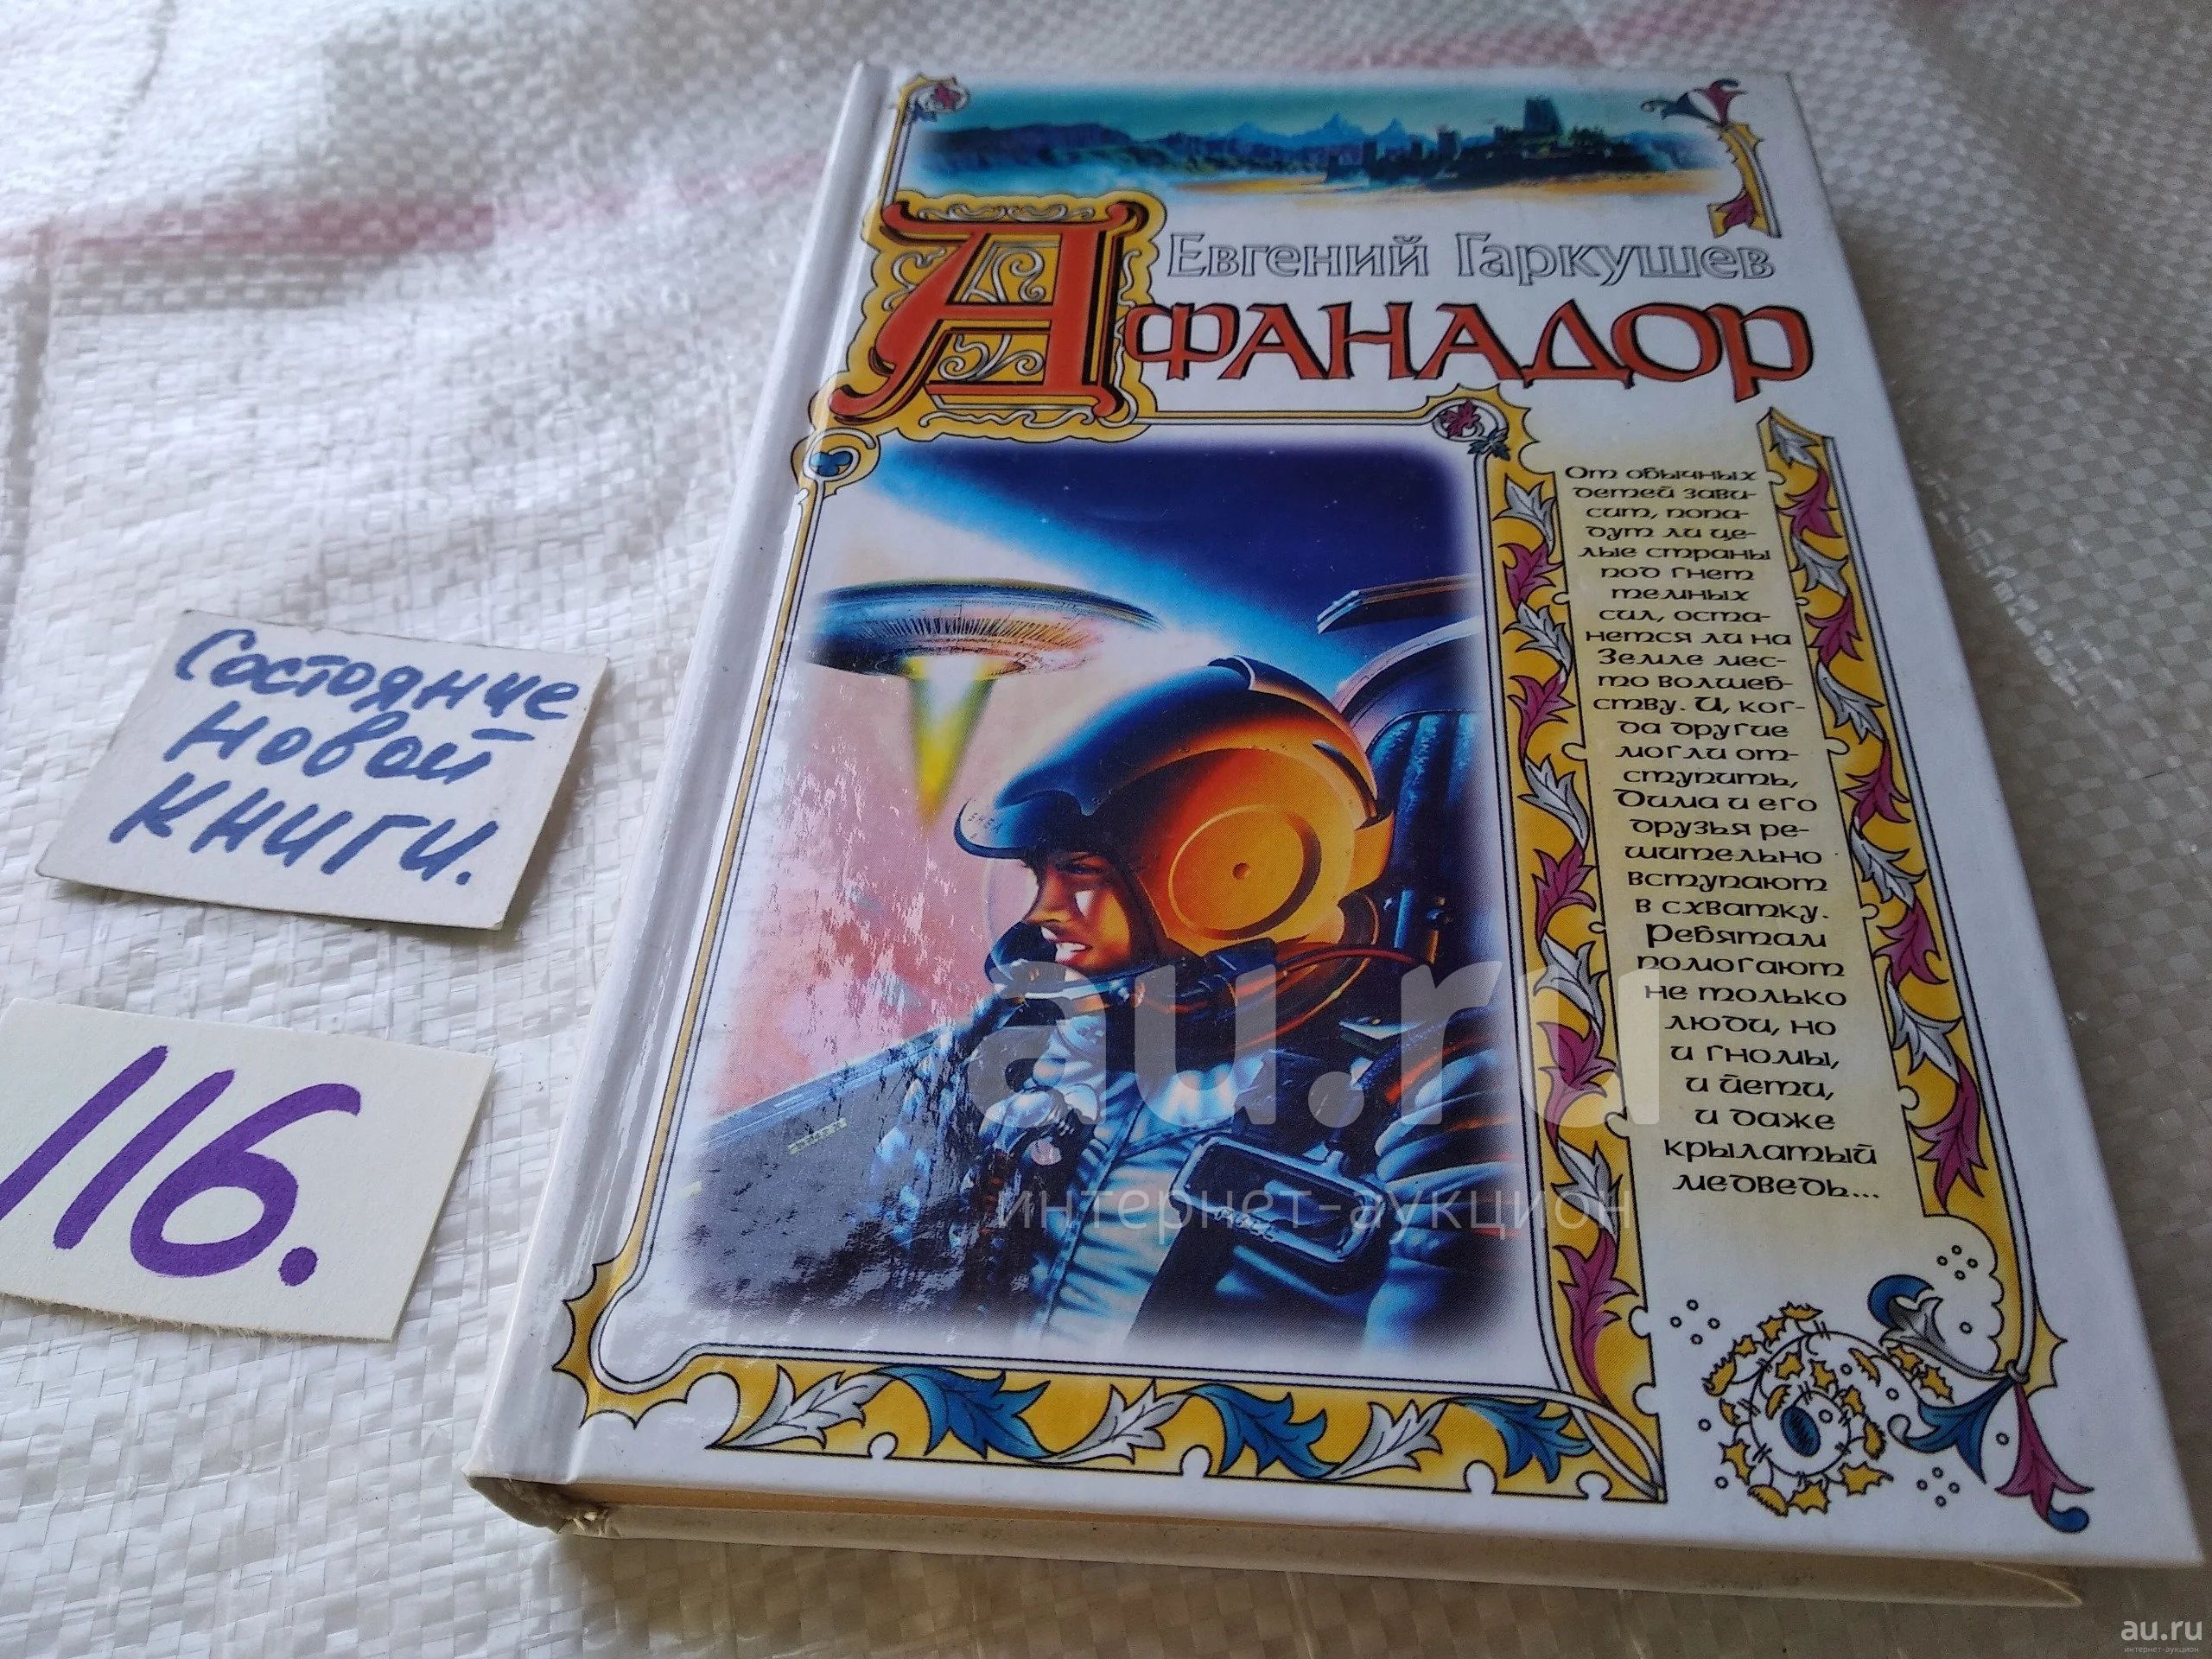 Евгений Гаркушев
АФАНАДОР
От обычных
детей зави-
сит, попа-
дут ли це-
лые страны
под гнет
темных
сил, оста-
нется ли на
Земле мес-
то волшеб-
ству. И, ког-
да другие
могли от-
ступить,
Дима и его
друзья ре-
шительно
вступают
в схватку.
Ребятам
помогают
не только
люди, но
и гномы,
и йети,
и даже
крылатый
медведь...
Состояние
новой
книги.
116.
au.ru
интернет-аукцион
au.ru
интернет-аукцион